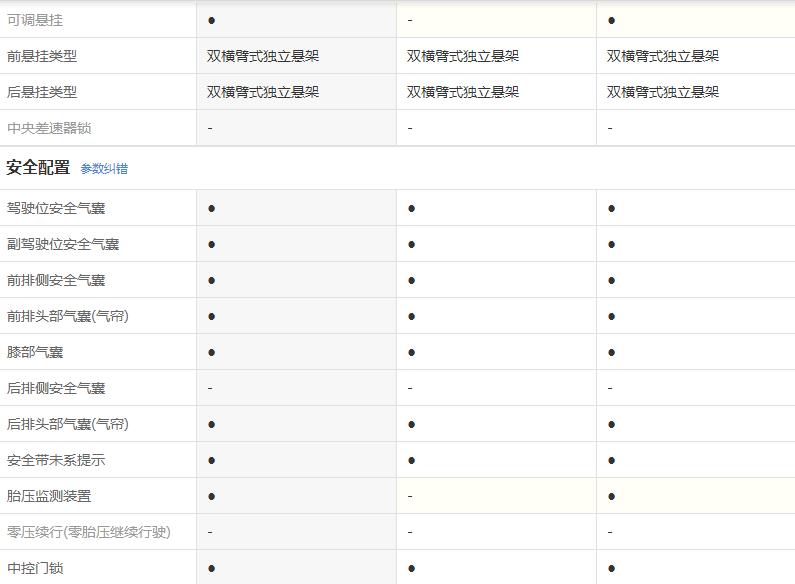 可调悬挂 ● - ●
前悬挂类型 双横臂式独立悬架 双横臂式独立悬架 双横臂式独立悬架
后悬挂类型 双横臂式独立悬架 双横臂式独立悬架 双横臂式独立悬架
中央差速器锁 - - -
安全配置 参数纠错
驾驶位安全气囊 ● ● ●
副驾驶位安全气囊 ● ● ●
前排侧安全气囊 ● ● ●
前排头部气囊(气帘) ● ● ●
膝部气囊 ● ● ●
后排侧安全气囊 - - -
后排头部气囊(气帘) ● ● ●
安全带未系提示 ● ● ●
胎压监测装置 ● - ●
零压续行(零胎压继续行驶) - - -
中控门锁 ● ● ●